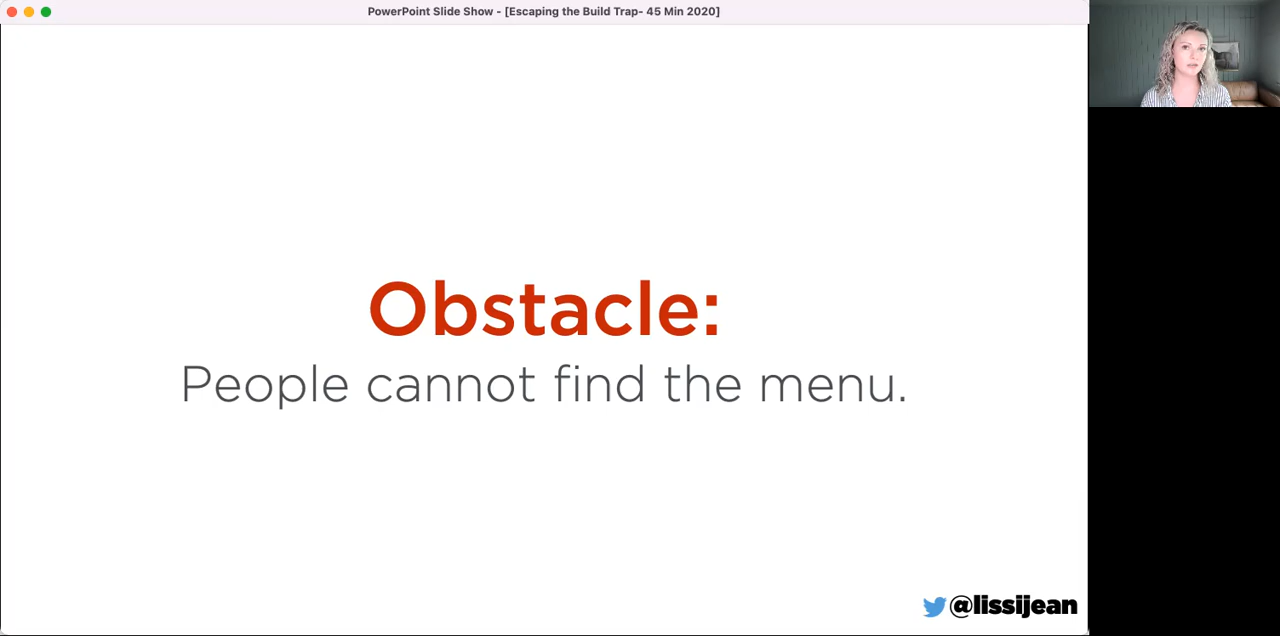 PowerPoint Slide Show - [Escaping the Build Trap- 45 Min 2020]
Obstacle:
People cannot find the menu.
@lissijean